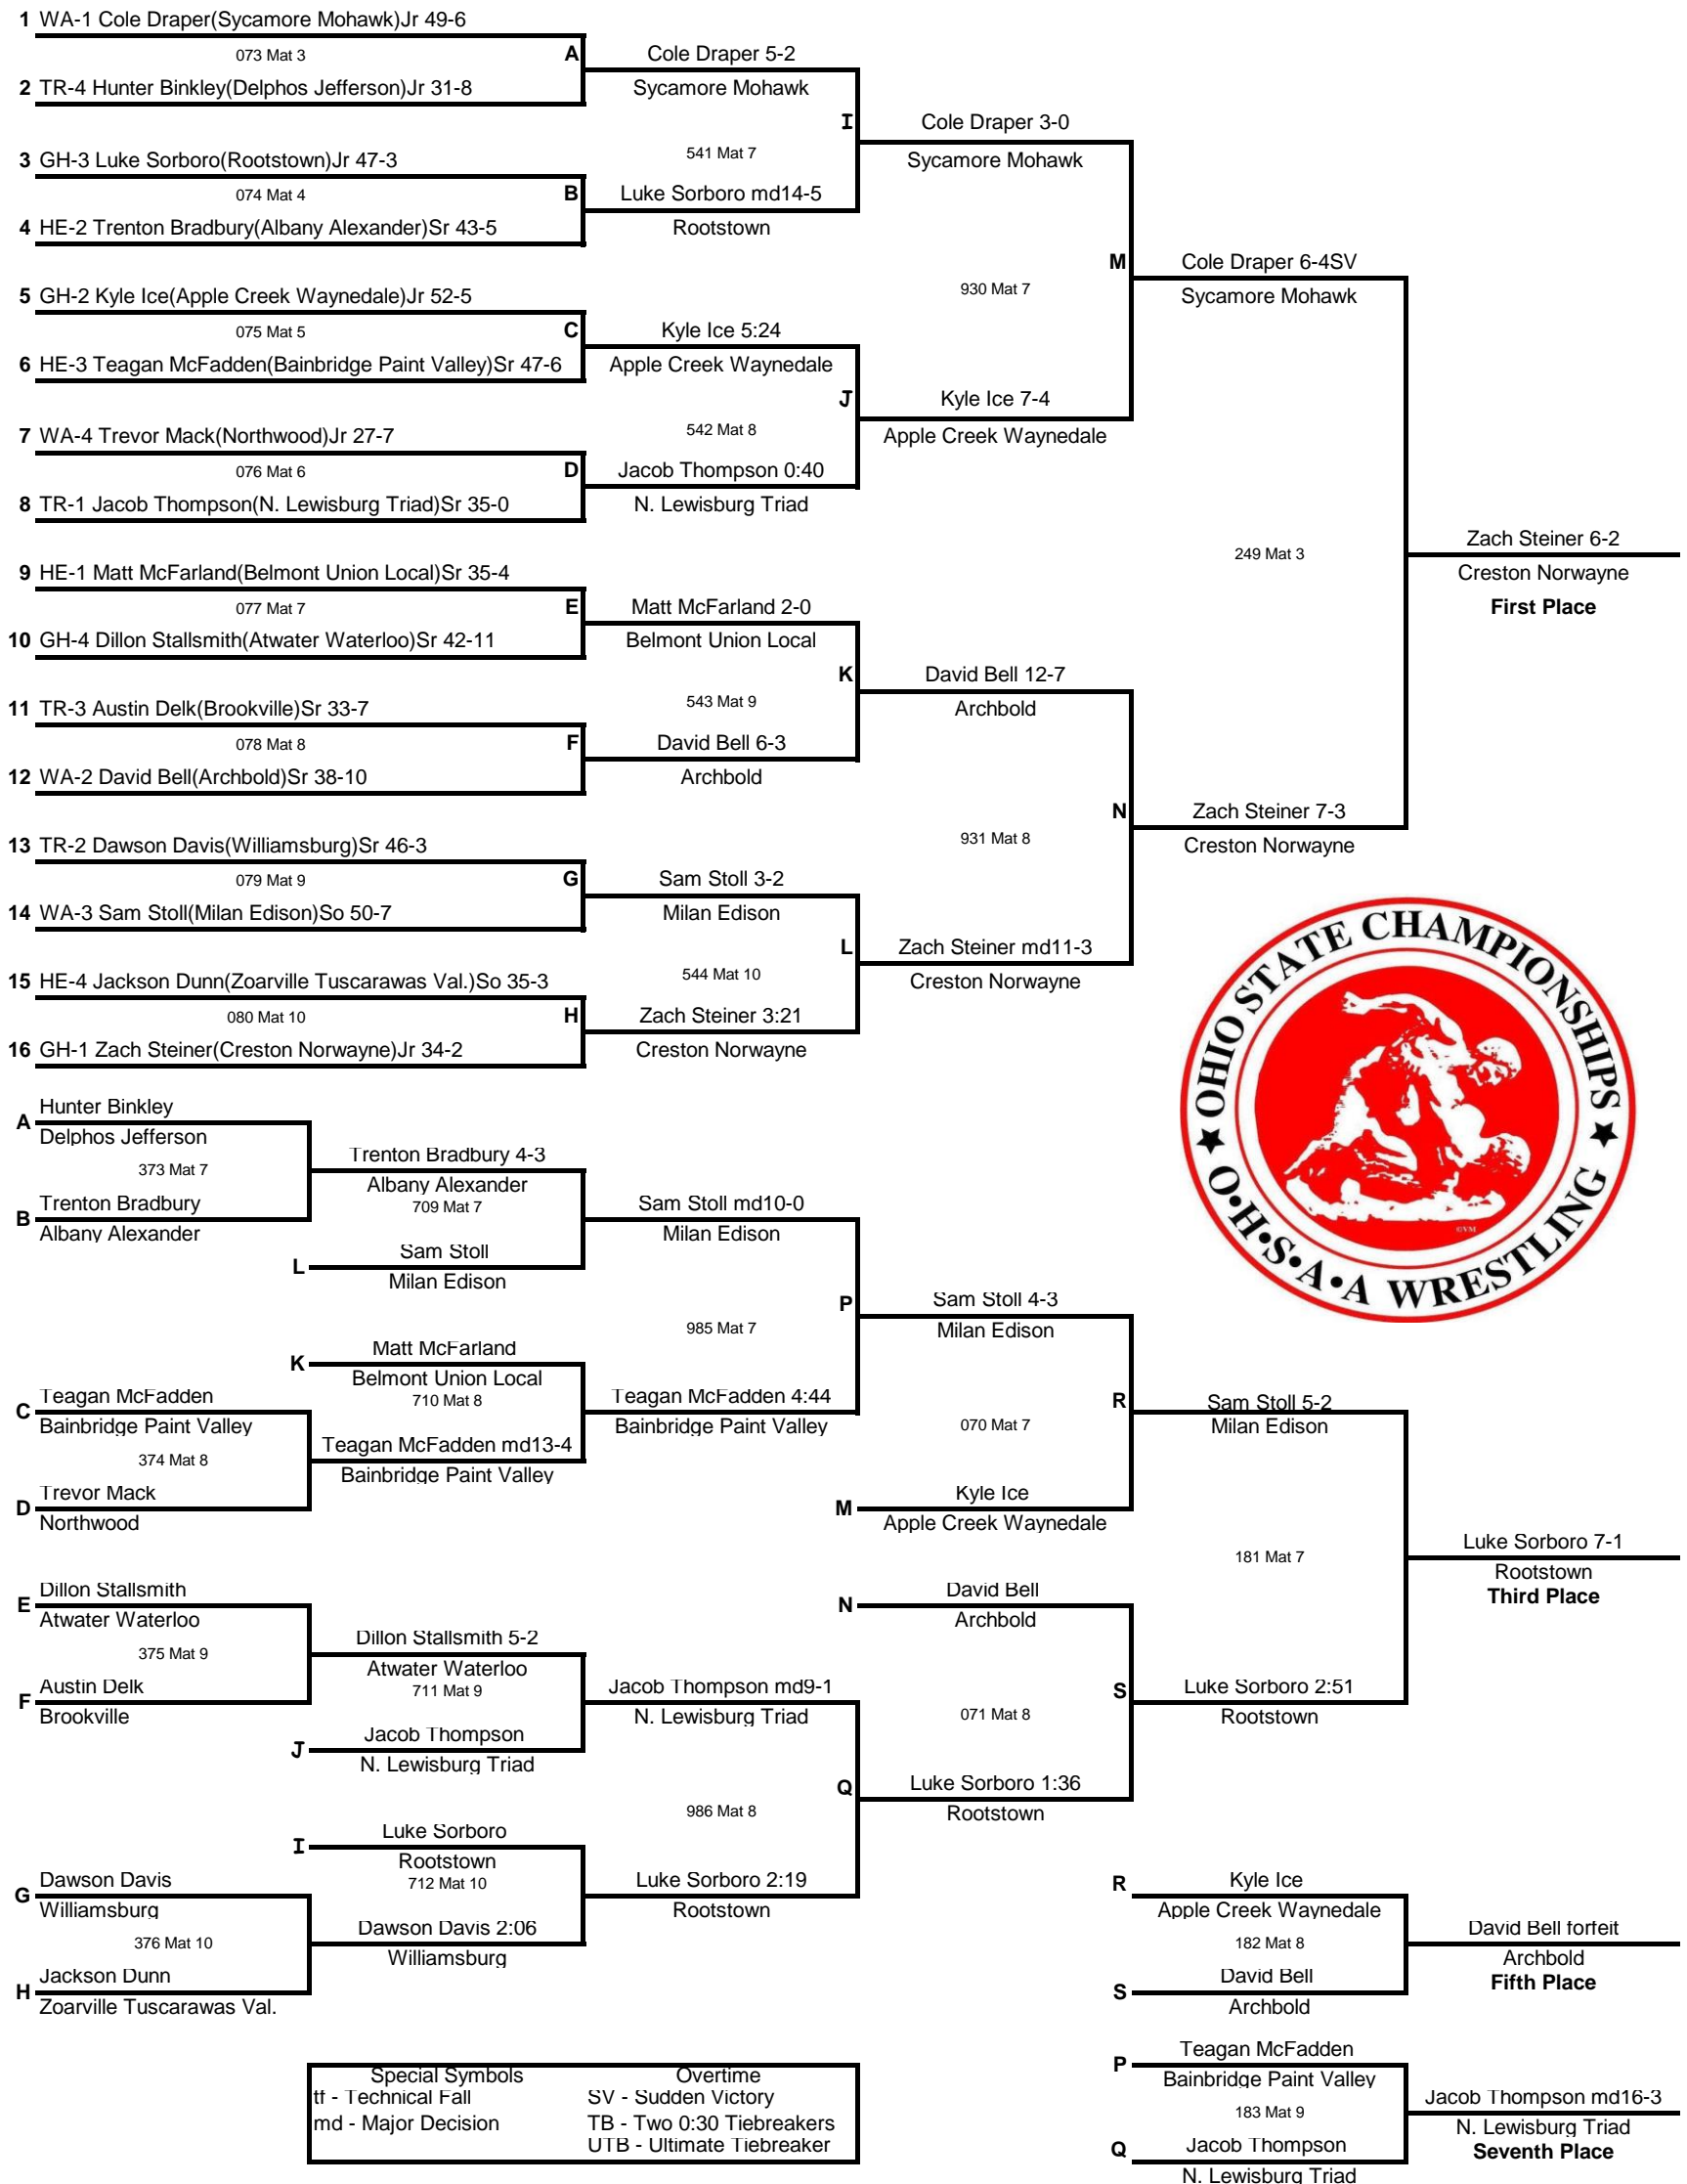 1 WA-1 Cole Draper(Sycamore Mohawk)Jr 49-6
073 Mat 3
A
2 TR-4 Hunter Binkley(Delphos Jefferson)Jr 31-8
Cole Draper 5-2
Sycamore Mohawk
I
3 GH-3 Luke Sorboro(Rootstown)Jr 47-3
541 Mat 7
074 Mat 4
B
4 HE-2 Trenton Bradbury(Albany Alexander)Sr 43-5
Luke Sorboro md14-5
Rootstown
Cole Draper 3-0
Sycamore Mohawk
M
930 Mat 7
5 GH-2 Kyle Ice(Apple Creek Waynedale)Jr 52-5
075 Mat 5
C
6 HE-3 Teagan McFadden(Bainbridge Paint Valley)Sr 47-6
Kyle Ice 5:24
Apple Creek Waynedale
J
7 WA-4 Trevor Mack(Northwood)Jr 27-7
542 Mat 8
076 Mat 6
D
8 TR-1 Jacob Thompson(N. Lewisburg Triad)Sr 35-0
Jacob Thompson 0:40
N. Lewisburg Triad
Kyle Ice 7-4
Apple Creek Waynedale
Cole Draper 6-4SV
Sycamore Mohawk
249 Mat 3
Zach Steiner 6-2
Creston Norwayne
First Place
9 HE-1 Matt McFarland(Belmont Union Local)Sr 35-4
077 Mat 7
E
10 GH-4 Dillon Stallsmith(Atwater Waterloo)Sr 42-11
Matt McFarland 2-0
Belmont Union Local
K
11 TR-3 Austin Delk(Brookville)Sr 33-7
543 Mat 9
078 Mat 8
F
12 WA-2 David Bell(Archbold)Sr 38-10
David Bell 6-3
Archbold
David Bell 12-7
Archbold
N
931 Mat 8
13 TR-2 Dawson Davis(Williamsburg)Sr 46-3
079 Mat 9
G
14 WA-3 Sam Stoll(Milan Edison)So 50-7
Sam Stoll 3-2
Milan Edison
L
15 HE-4 Jackson Dunn(Zoarville Tuscarawas Val.)So 35-3
544 Mat 10
080 Mat 10
H
16 GH-1 Zach Steiner(Creston Norwayne)Jr 34-2
Zach Steiner 3:21
Creston Norwayne
Zach Steiner md11-3
Creston Norwayne
Zach Steiner 7-3
Creston Norwayne
★ OHIO STATE CHAMPIONSHIPS ★
O•H•S•A•A WRESTLING
©VM
A Hunter Binkley
Delphos Jefferson
373 Mat 7
B Trenton Bradbury
Albany Alexander
Trenton Bradbury 4-3
Albany Alexander
709 Mat 7
L Sam Stoll
Milan Edison
Sam Stoll md10-0
Milan Edison
P
985 Mat 7
K Matt McFarland
Belmont Union Local
710 Mat 8
C Teagan McFadden
Bainbridge Paint Valley
374 Mat 8
D Trevor Mack
Northwood
Teagan McFadden md13-4
Bainbridge Paint Valley
Teagan McFadden 4:44
Bainbridge Paint Valley
Sam Stoll 4-3
Milan Edison
R
070 Mat 7
M Kyle Ice
Apple Creek Waynedale
Sam Stoll 5-2
Milan Edison
181 Mat 7
Luke Sorboro 7-1
Rootstown
Third Place
E Dillon Stallsmith
Atwater Waterloo
375 Mat 9
F Austin Delk
Brookville
Dillon Stallsmith 5-2
Atwater Waterloo
711 Mat 9
J Jacob Thompson
N. Lewisburg Triad
Jacob Thompson md9-1
N. Lewisburg Triad
Q
986 Mat 8
N David Bell
Archbold
071 Mat 8
S
Luke Sorboro 1:36
Rootstown
Luke Sorboro 2:51
Rootstown
I Luke Sorboro
Rootstown
712 Mat 10
G Dawson Davis
Williamsburg
376 Mat 10
H Jackson Dunn
Zoarville Tuscarawas Val.
Dawson Davis 2:06
Williamsburg
Luke Sorboro 2:19
Rootstown
R Kyle Ice
Apple Creek Waynedale
182 Mat 8
S David Bell
Archbold
David Bell forfeit
Archbold
Fifth Place
P Teagan McFadden
Bainbridge Paint Valley
183 Mat 9
Q Jacob Thompson
N. Lewisburg Triad
Jacob Thompson md16-3
N. Lewisburg Triad
Seventh Place
Special Symbols Overtime
tf - Technical Fall SV - Sudden Victory
md - Major Decision TB - Two 0:30 Tiebreakers
UTB - Ultimate Tiebreaker